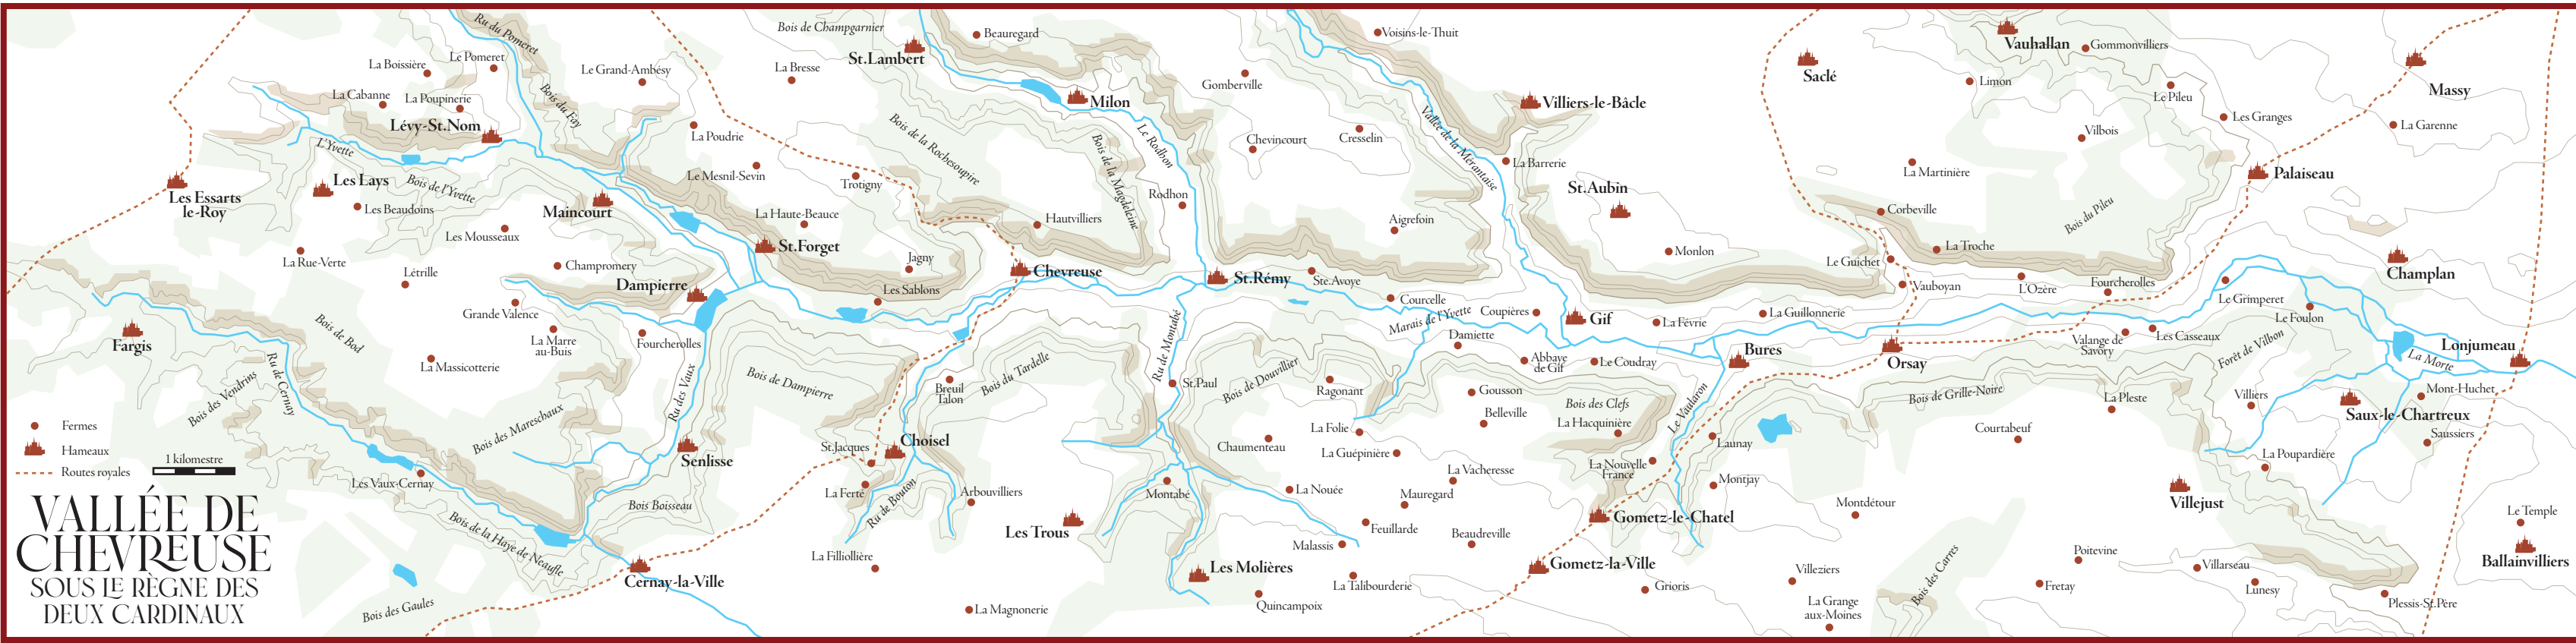 Ru du Pomeret
Bois de Champgarnier
Beauregard
Voisins-le-Thuit
Vauhallan
Gommonvilliers
La Boissière
Le Pomeret
Le Grand-Ambésy
La Bresse
St.Lambert
Gomberville
Saclé
Limon
Massy
La Cabanne
La Poupinerie
Bois du Fay
Milon
Villiers-le-Bâcle
Le Pileu
Lévy-St.Nom
La Poudrie
Bois de la Rochesoupire
Le Rodhon
Chevincourt
Cresselin
Vallée de la Mérantaise
Vilbois
Les Granges
La Garenne
L'Yvette
Bois de la Magdeleine
La Barrerie
Les Essarts
le-Roy
Les Lays
Bois de l'Yvette
Le Mesnil-Sevin
Trotigny
Rodhon
St.Aubin
La Martinière
Palaiseau
Les Beaudoins
Maincourt
La Haute-Beauce
Hautvilliers
Aigrefoin
Corbeville
Bois du Pileu
Les Mousseaux
St.Forget
Monlon
La Troche
La Rue-Verte
Létrille
Champromery
Jagny
Chevreuse
St.Rémy
Ste.Avoye
Le Guichet
Champlan
Dampierre
Les Sablons
Vauboyan
L'Ozère
Fourcherolles
Grande Valence
Courcelle
Coupières
Le Grimperet
Fargis
Bois de Bod
La Marre
au-Buis
Fourcherolles
Marais de l'Yvette
Gif
La Févrie
La Guillonnerie
Le Foulon
Ru de Cernay
La Massicotterie
Ru de Montabé
Damiette
Bures
Orsay
Valange de
Savory
Les Casseaux
Forêt de Villbon
Lonjumeau
Bois des Vendrins
Ru des Vaux
Bois de Dampierre
Breuil
Talon
Bois du Tardelle
St.Paul
Bois de Douvillier
Ragonant
Abbaye
de Gif
Le Coudray
La Morte
Gousson
Le Vaularon
Bois de Grille-Noire
La Pleste
Villiers
Mont-Huchet
Fermes
Bois des Mareschaux
Belleville
Bois des Clefs
La Hacquinière
Saux-le-Chartreux
Hameaux
St.Jacques
Choisel
Chaumenteau
La Folie
Launay
Courtabeuf
Saussiers
1 kilomestre
Routes royales
Senlisse
La Guépinière
La Nouvelle
France
La Poupardière
Les Vaux-Cernay
La Ferté
Arbouvilliers
Montabé
La Nouée
La Vacheresse
Mauregard
Montjay
Villejust
VALLÉE DE
CHEVREUSE
SOUS LE RÈGNE DES
DEUX CARDINAUX
Bois Boisseau
Ru de Bouton
Les Trous
Feuillarde
Gometz-le-Chatel
Montdétour
Le Temple
Bois de la Haye de Neaufle
La Filliollière
Malassis
Beaudreville
Poitevine
Ballainvilliers
Cernay-la-Ville
Les Molières
La Talibourderie
Gometz-la-Ville
Grioris
Villeziers
Bois des Carres
Fretay
Villarseau
Lunesy
Bois des Gaules
La Magnonerie
Quincampoix
La Grange
aux-Moines
Plessis-St.Père